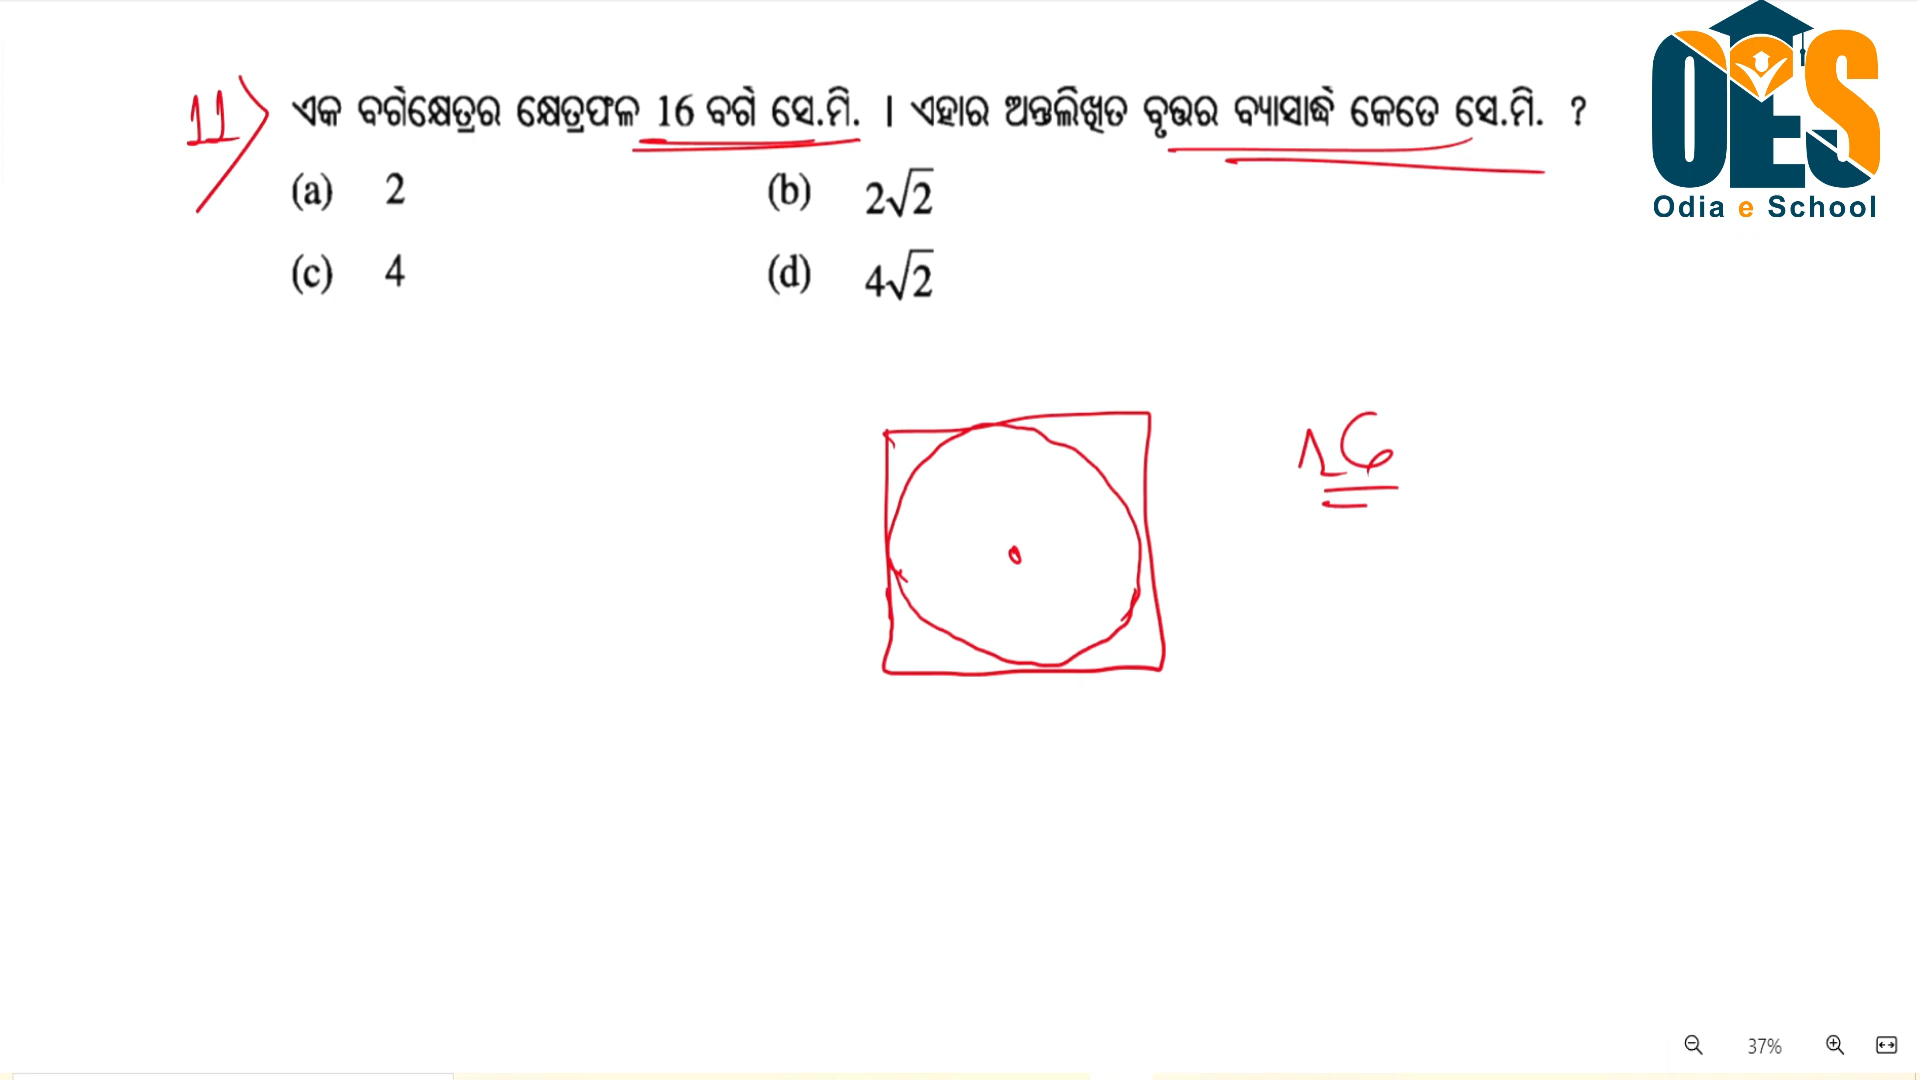 11
ଏକ ବର୍ଗକ୍ଷେତ୍ରର କ୍ଷେତ୍ରଫଳ 16 ବର୍ଗ ସେ.ମି. । ଏହାର ଅନ୍ତର୍ଲିଖିତ ବୃତ୍ତର ବ୍ୟାସାର୍ଦ୍ଧ କେତେ ସେ.ମି. ?
(a) 2 (b) 2√2
(c) 4 (d) 4√2
OES
Odia e School
16
37%